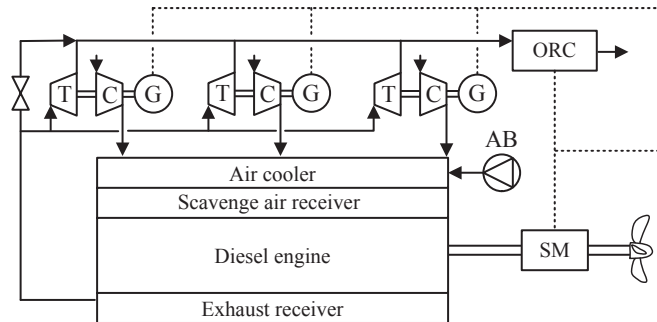 ORC
T C G T C G T C G
AB
Air cooler
Scavenge air receiver
Diesel engine
SM
Exhaust receiver